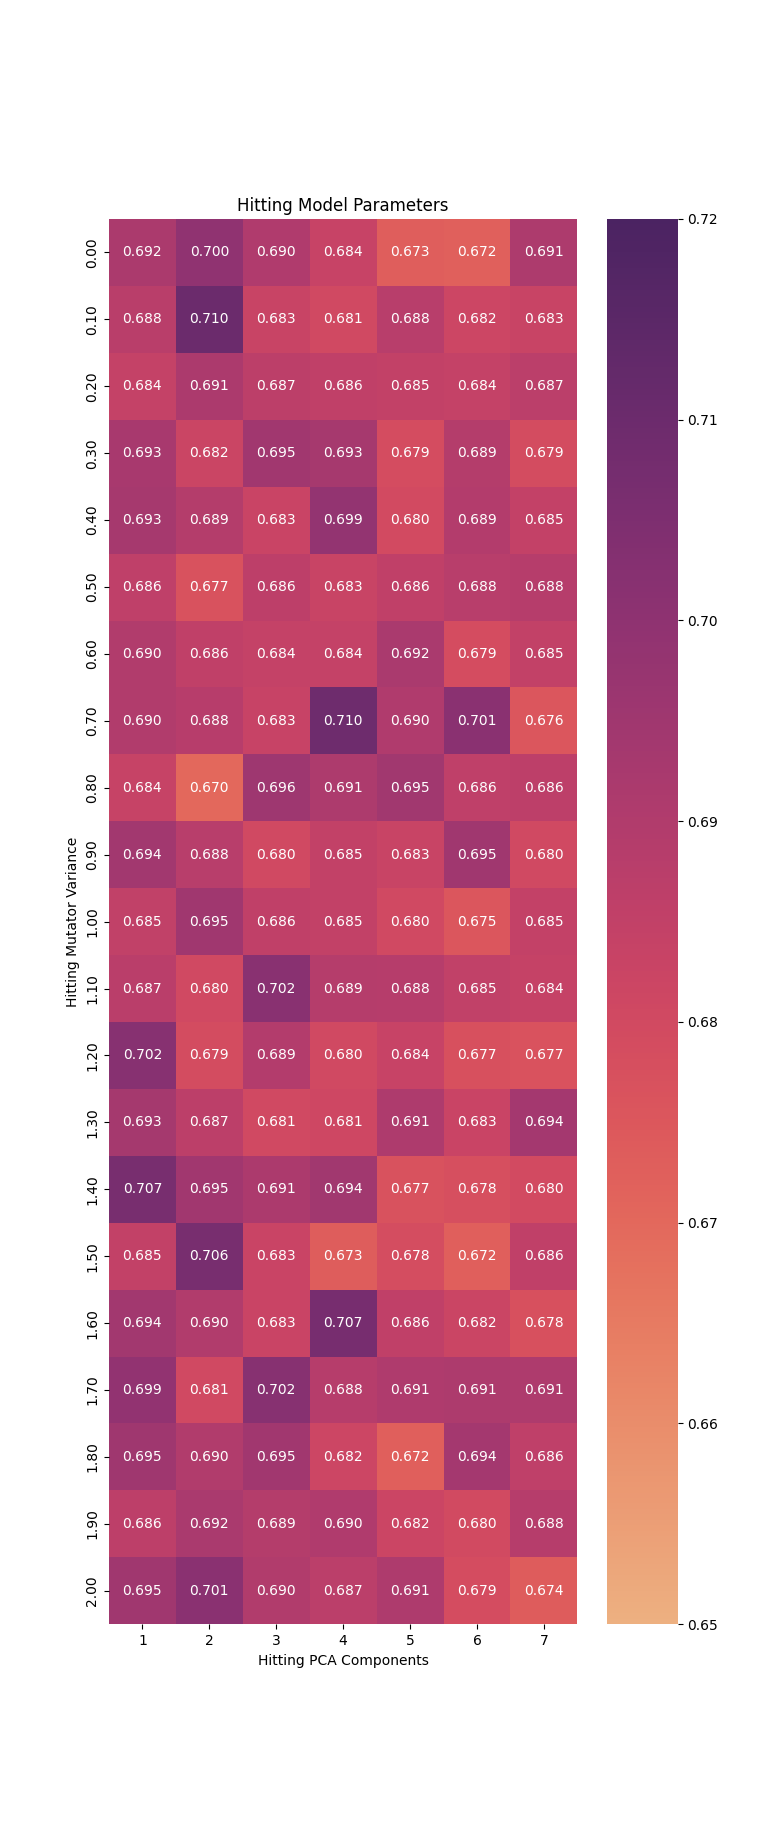 Hitting Model Parameters
0.00 0.692 0.700 0.690 0.684 0.673 0.672 0.691
0.10 0.688 0.710 0.683 0.681 0.688 0.682 0.683
0.20 0.684 0.691 0.687 0.686 0.685 0.684 0.687
0.30 0.693 0.682 0.695 0.693 0.679 0.689 0.679
0.40 0.693 0.689 0.683 0.699 0.680 0.689 0.685
0.50 0.686 0.677 0.686 0.683 0.686 0.688 0.688
0.60 0.690 0.686 0.684 0.684 0.692 0.679 0.685
0.70 0.690 0.688 0.683 0.710 0.690 0.701 0.676
0.80 0.684 0.670 0.696 0.691 0.695 0.686 0.686
0.90 0.694 0.688 0.680 0.685 0.683 0.695 0.680
1.00 0.685 0.695 0.686 0.685 0.680 0.675 0.685
1.10 0.687 0.680 0.702 0.689 0.688 0.685 0.684
1.20 0.702 0.679 0.689 0.680 0.684 0.677 0.677
1.30 0.693 0.687 0.681 0.681 0.691 0.683 0.694
1.40 0.707 0.695 0.691 0.694 0.677 0.678 0.680
1.50 0.685 0.706 0.683 0.673 0.678 0.672 0.686
1.60 0.694 0.690 0.683 0.707 0.686 0.682 0.678
1.70 0.699 0.681 0.702 0.688 0.691 0.691 0.691
1.80 0.695 0.690 0.695 0.682 0.672 0.694 0.686
1.90 0.686 0.692 0.689 0.690 0.682 0.680 0.688
2.00 0.695 0.701 0.690 0.687 0.691 0.679 0.674
1 2 3 4 5 6 7
Hitting PCA Components
Hitting Mutator Variance
0.72
0.71
0.70
0.69
0.68
0.67
0.66
0.65